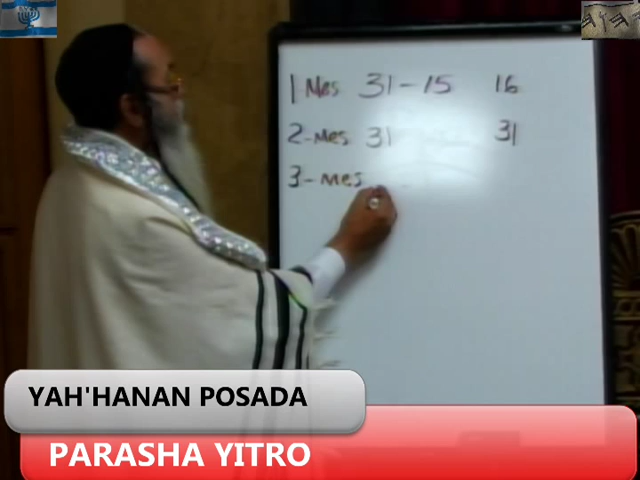 1 Mes 31-15 16
2-Mes 31 31
3-mes
YAH'HANAN POSADA
PARASHA YITRO